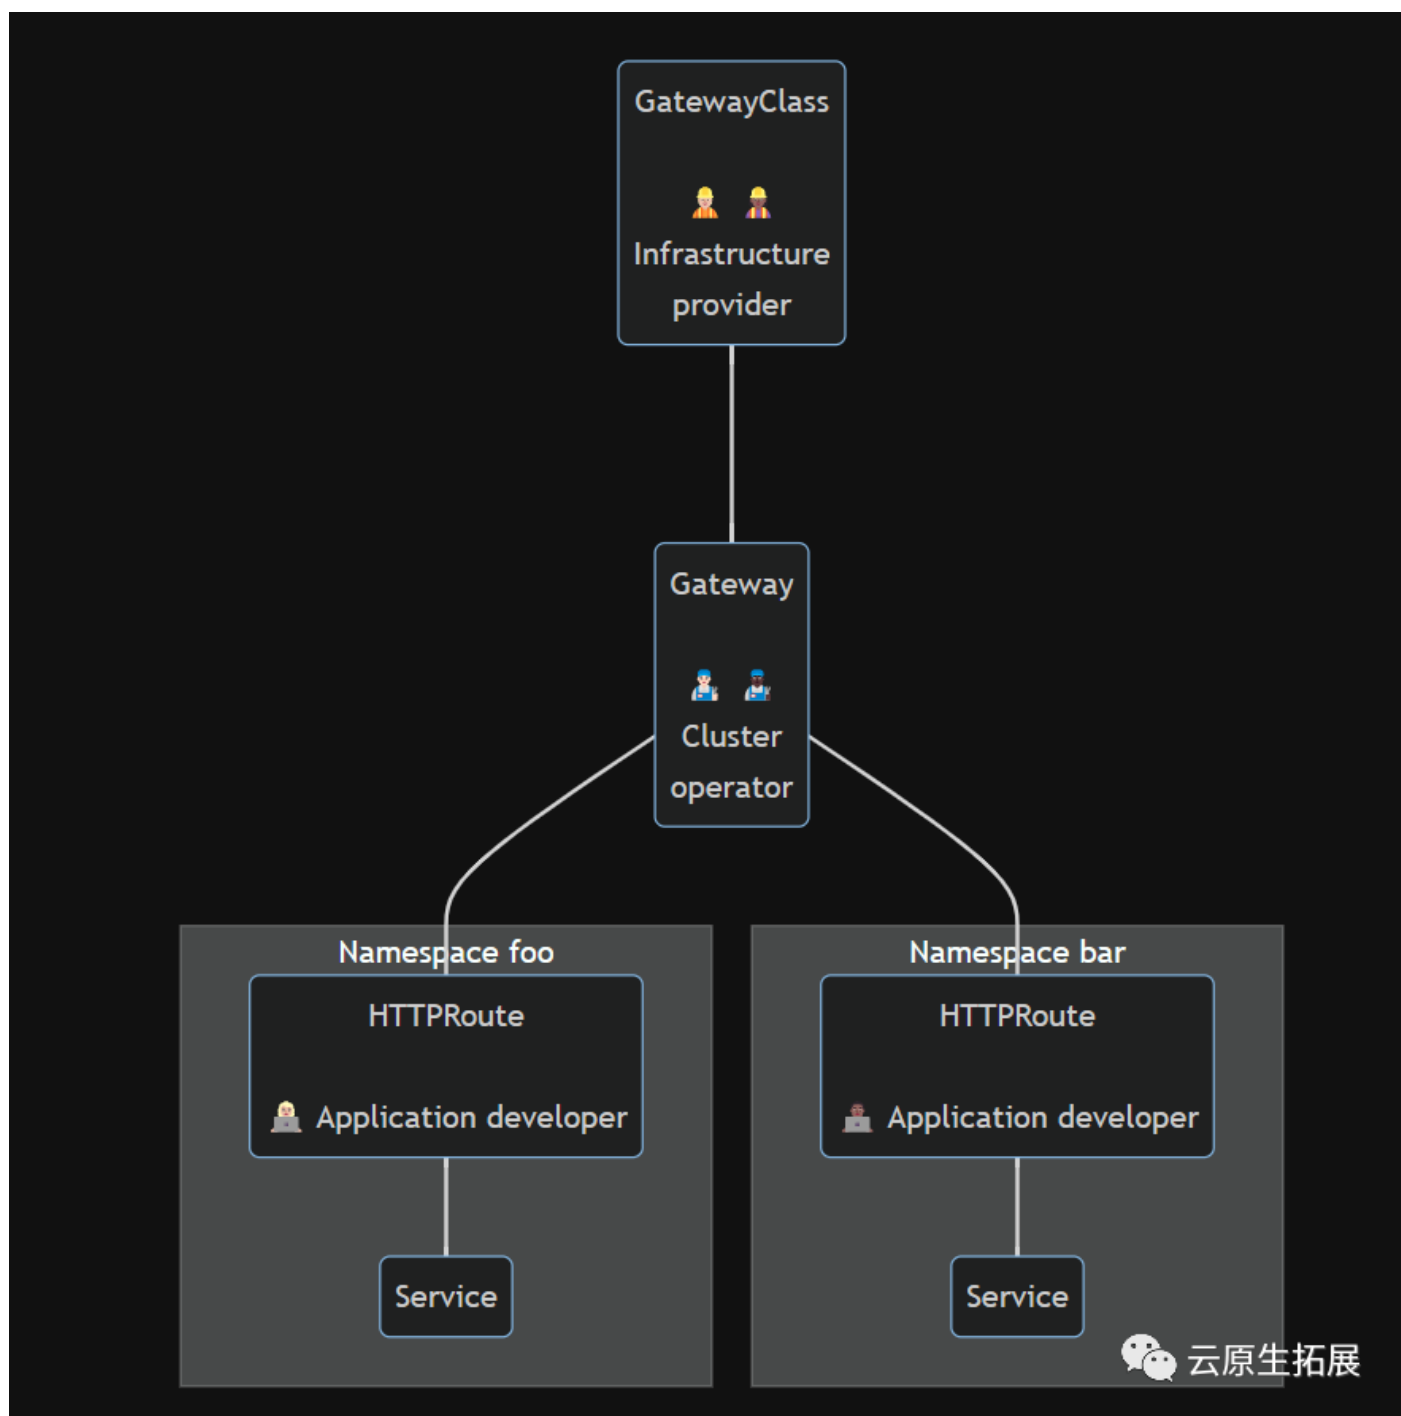 GatewayClass
Infrastructure
provider
Gateway
Cluster
operator
Namespace foo
HTTPRoute
Application developer
Service
Namespace bar
HTTPRoute
Application developer
Service
云原生拓展